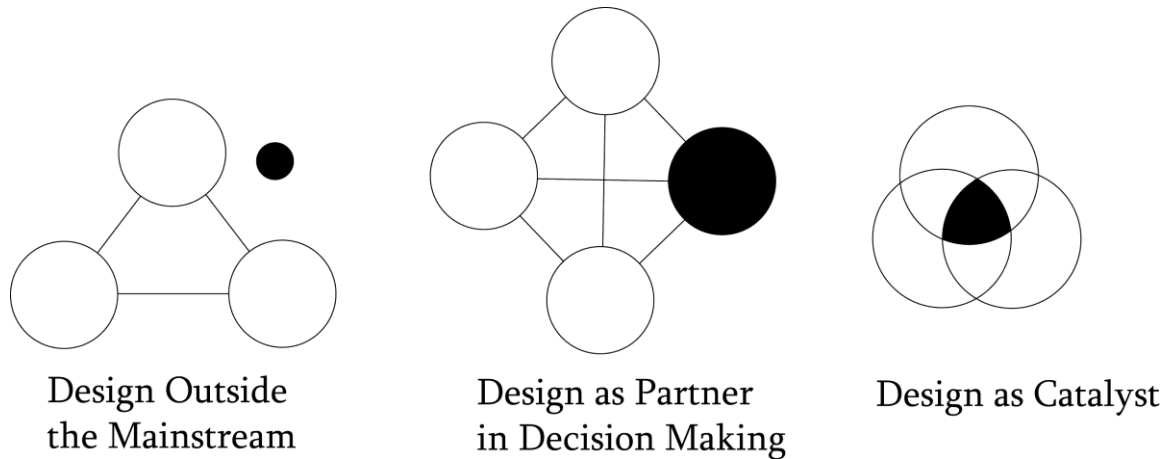 Design Outside
the Mainstream
Design as Partner
in Decision Making
Design as Catalyst